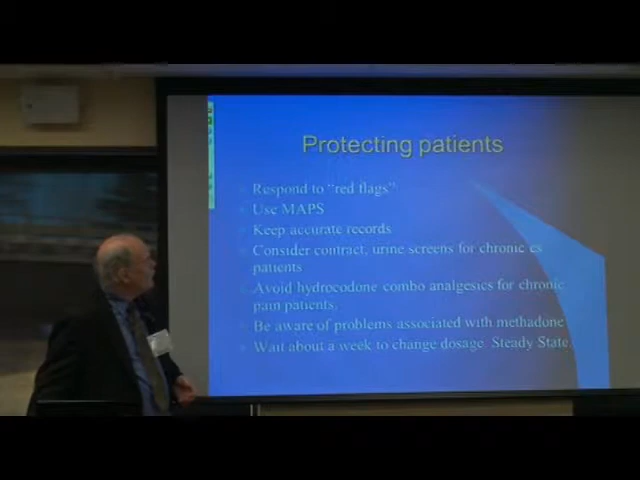 Protecting patients
Respond to "red flags"
Use MAPS
Keep accurate records
Consider contract, urine screens for chronic cs
patients
Avoid hydrocodone combo analgesics for chronic
pain patients.
Be aware of problems associated with methadone
Wait about a week to change dosage. Steady State.